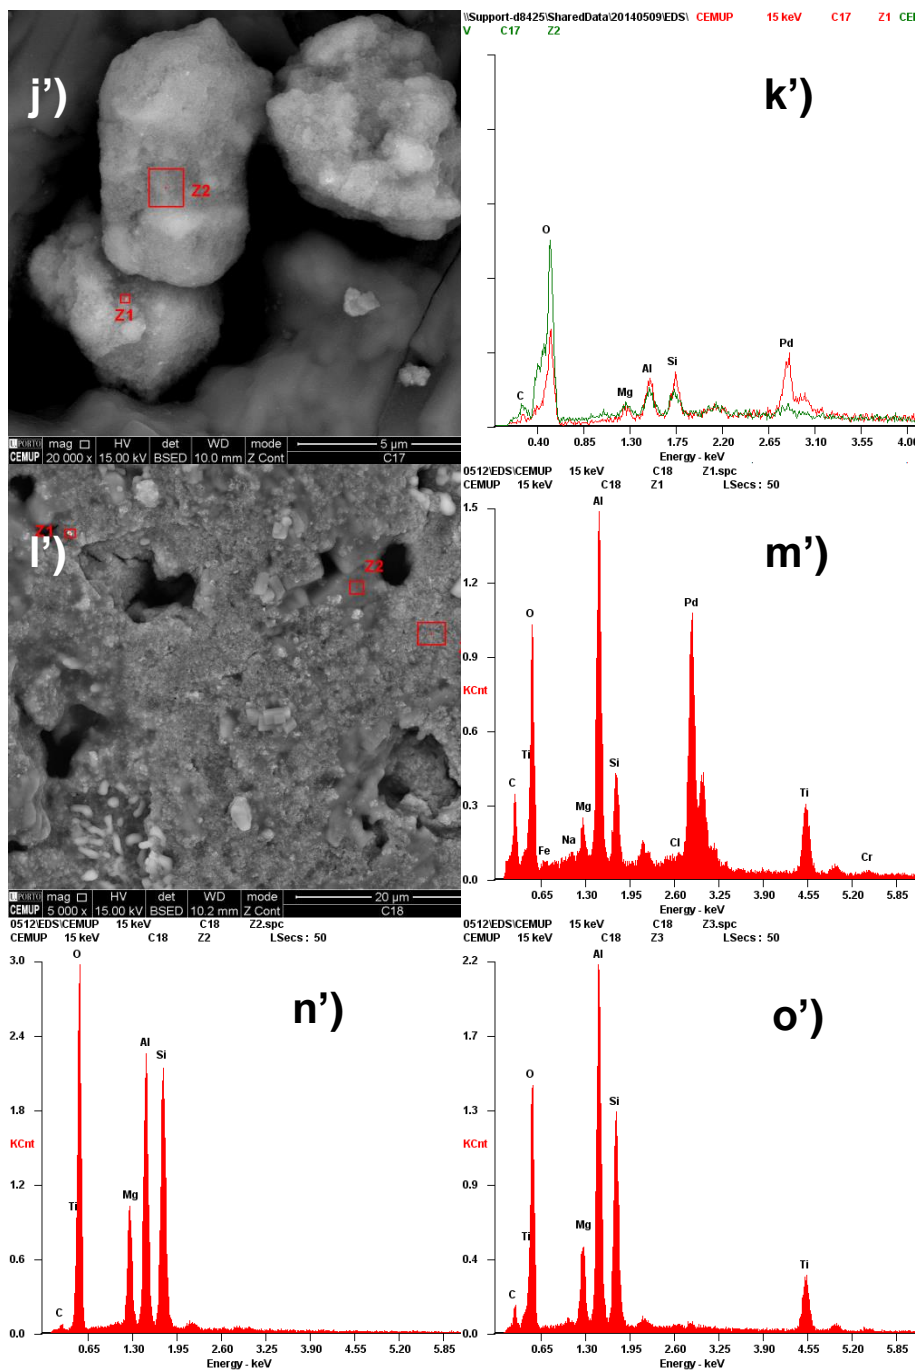 j')
Z2
Z1
U.PORTO mag HV det WD mode 5 µm
CEMUP 20 000 x 15.00 kV BSED 10.0 mm Z Cont C17
\\Support-d8425\SharedData\20140509\EDS\ CEMUP 15 keV C17 Z1 CEM
V C17 Z2
k')
O
Pd
Al Si
C Mg
0.40 0.85 1.30 1.75 2.20 2.65 3.10 3.55 4.00
Energy - keV
l')
Z1
Z2
U.PORTO mag HV det WD mode 20 µm
CEMUP 5 000 x 15.00 kV BSED 10.2 mm Z Cont C18
0512\EDS\CEMUP 15 keV C18 Z1.spc
CEMUP 15 keV C18 Z1 LSecs : 50
m')
Al
1.5
1.2
O Pd
0.9
KCnt
Ti
0.6
Si
C Mg Ti
0.3
Fe Na Cl Cr
0.0
0.65 1.30 1.95 2.60 3.25 3.90 4.55 5.20 5.85
Energy - keV
0512\EDS\CEMUP 15 keV C18 Z2.spc
CEMUP 15 keV C18 Z2 LSecs : 50
n')
O
3.0
2.4
Al Si
1.8
KCnt
1.2
Ti Mg
0.6
C
0.0
0.65 1.30 1.95 2.60 3.25 3.90 4.55 5.20 5.85
Energy - keV
0512\EDS\CEMUP 15 keV C18 Z3.spc
CEMUP 15 keV C18 Z3 LSecs : 50
o')
Al
2.2
1.7
O
Si
1.3
KCnt
0.9
Mg
Ti
0.4
Ti
C
0.0
0.65 1.30 1.95 2.60 3.25 3.90 4.55 5.20 5.85
Energy - keV